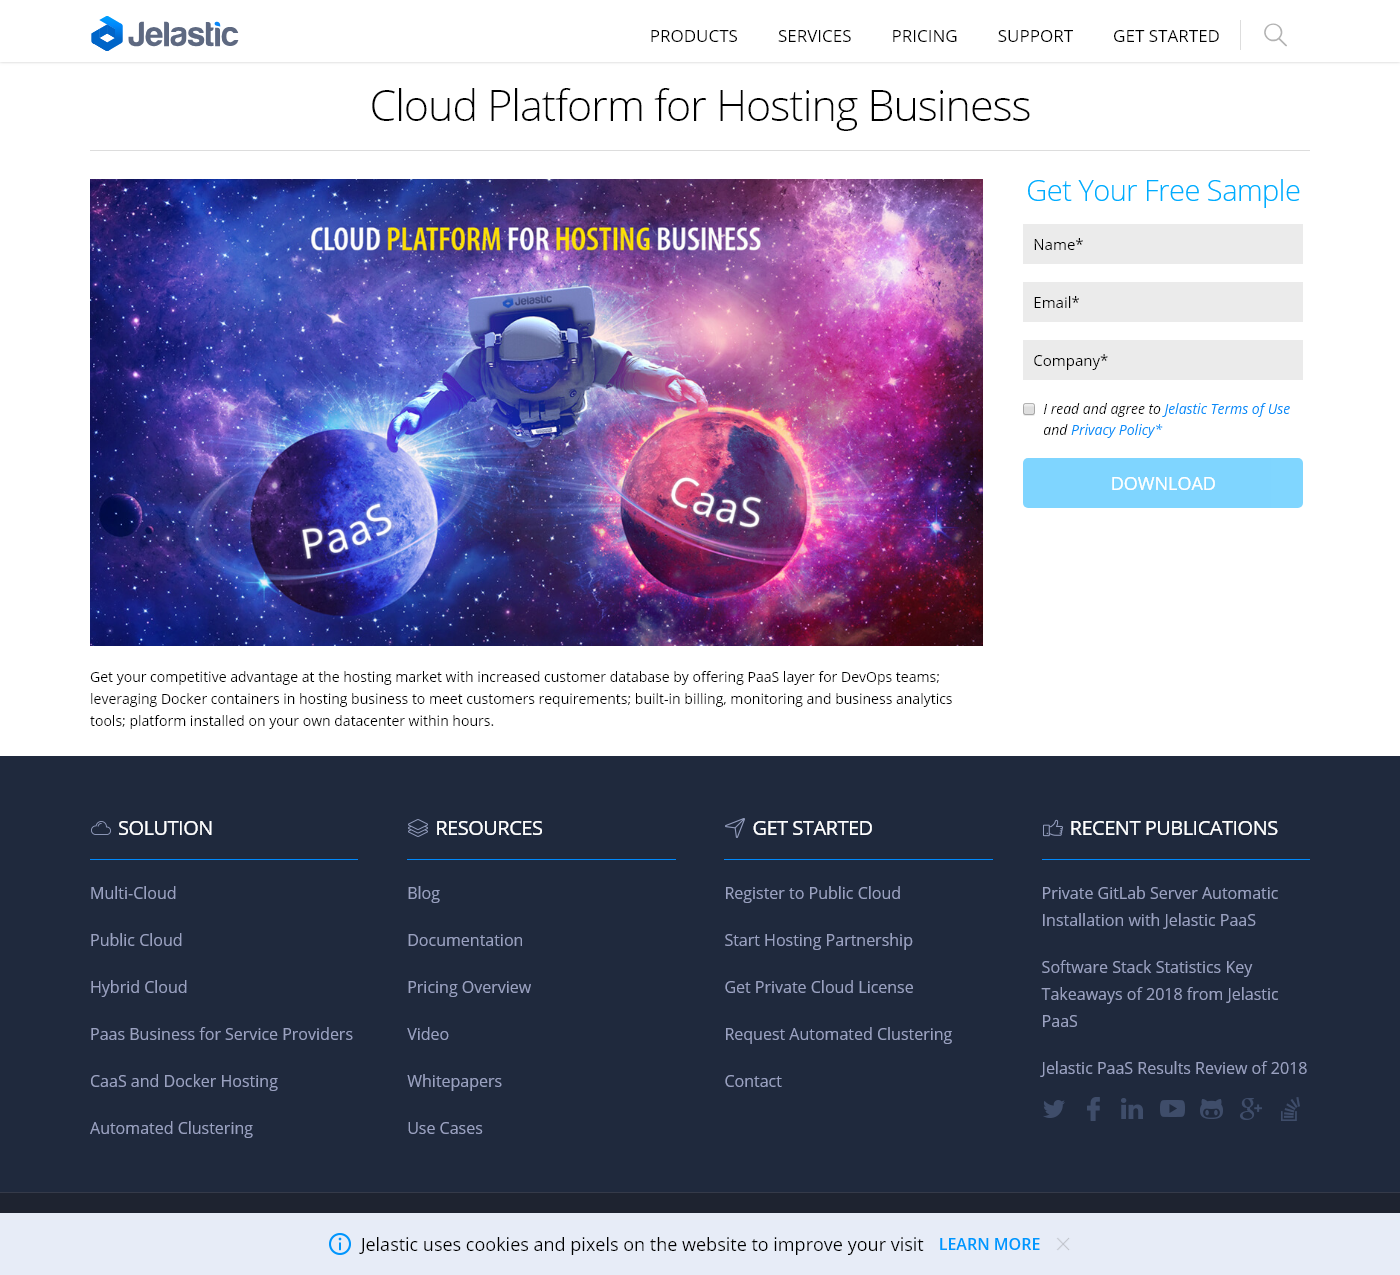 Jelastic
PRODUCTS
SERVICES
PRICING
SUPPORT
GET STARTED
Cloud Platform for Hosting Business
CLOUD PLATFORM FOR HOSTING BUSINESS
Jelastic
PaaS
CaaS
Get Your Free Sample
Name*
Email*
Company*
I read and agree to Jelastic Terms of Use
and Privacy Policy*
DOWNLOAD
Get your competitive advantage at the hosting market with increased customer database by offering PaaS layer for DevOps teams;
leveraging Docker containers in hosting business to meet customers requirements; built-in billing, monitoring and business analytics
tools; platform installed on your own datacenter within hours.
SOLUTION
Multi-Cloud
Public Cloud
Hybrid Cloud
Paas Business for Service Providers
CaaS and Docker Hosting
Automated Clustering
RESOURCES
Blog
Documentation
Pricing Overview
Video
Whitepapers
Use Cases
GET STARTED
Register to Public Cloud
Start Hosting Partnership
Get Private Cloud License
Request Automated Clustering
Contact
RECENT PUBLICATIONS
Private GitLab Server Automatic
Installation with Jelastic PaaS
Software Stack Statistics Key
Takeaways of 2018 from Jelastic
PaaS
Jelastic PaaS Results Review of 2018
Jelastic uses cookies and pixels on the website to improve your visit LEARN MORE